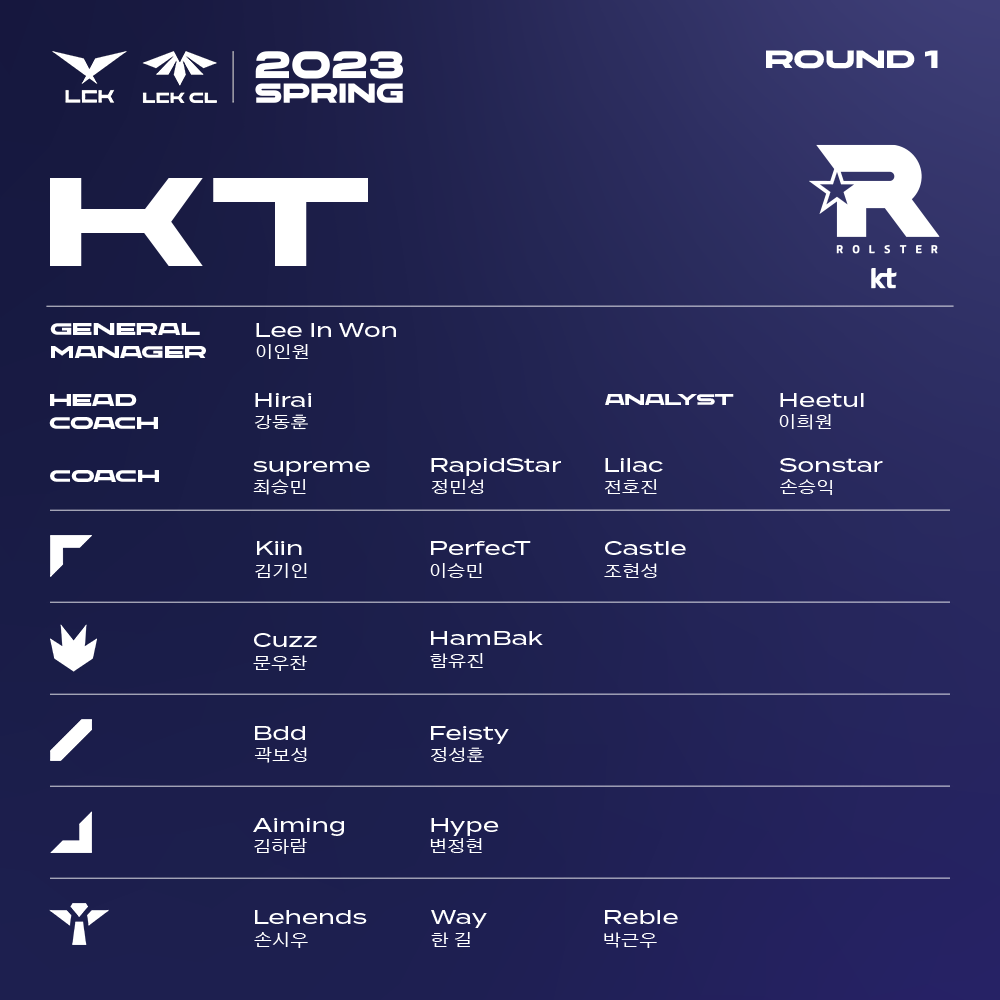 LCK
LCK CL
2023
SPRING
ROUND 1
KT
ROLSTER
kt
GENERAL
MANAGER
Lee In Won
이인원
HEAD
COACH
Hirai
강동훈
ANALYST
Heetul
이희원
COACH
supreme
최승민
RapidStar
정민성
Lilac
전호진
Sonstar
손승익
Kiin
김기인
PerfecT
이승민
Castle
조현성
Cuzz
문우찬
HamBak
함유진
Bdd
곽보성
Feisty
정성훈
Aiming
김하람
Hype
변정현
Lehends
손시우
Way
한 길
Reble
박근우